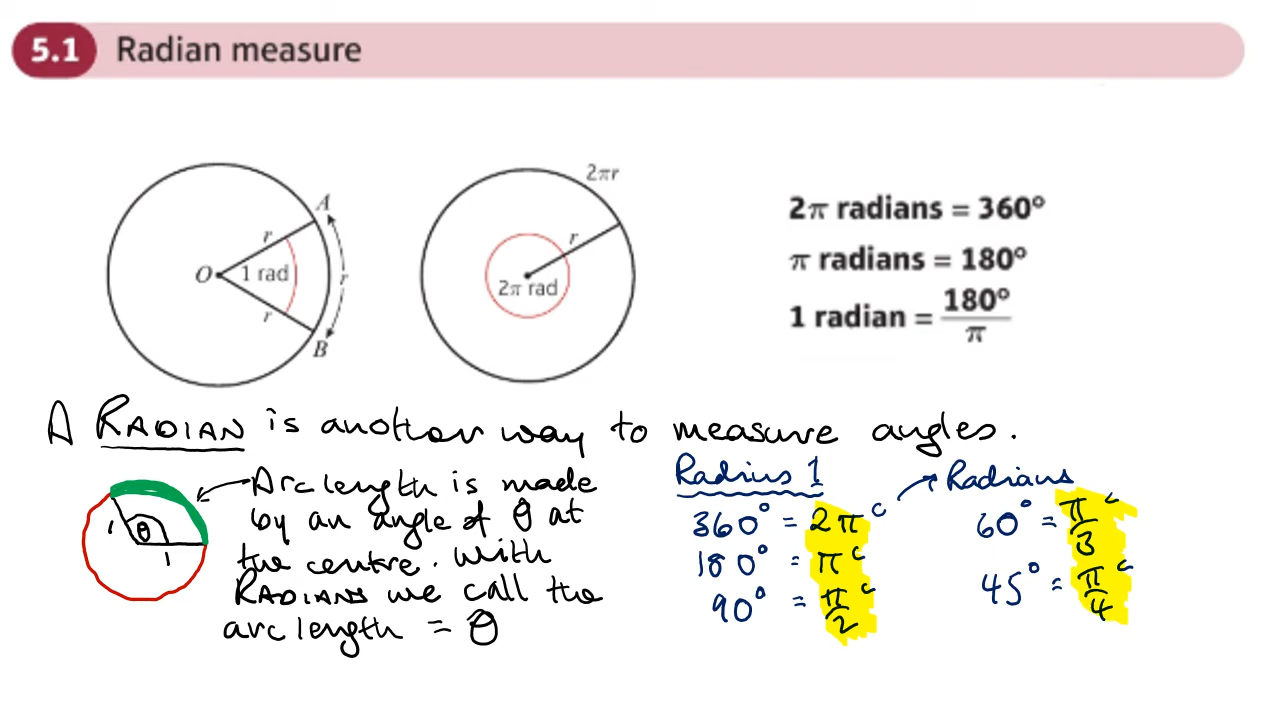 5.1 Radian measure
A
r
O
1 rad
r
r
B
2πr
r
2π rad
2π radians = 360°
π radians = 180°
1 radian = 180°/π
A RADIAN is another way to measure angles.
Arc length is made
by an angle of θ at
the centre. With
RADIANS we call the
arc length = θ
1
θ
1
Radius 1
360° = 2π^c
180° = π^c
90° = π/2^c
Radians
60° = π/3^c
45° = π/4^c